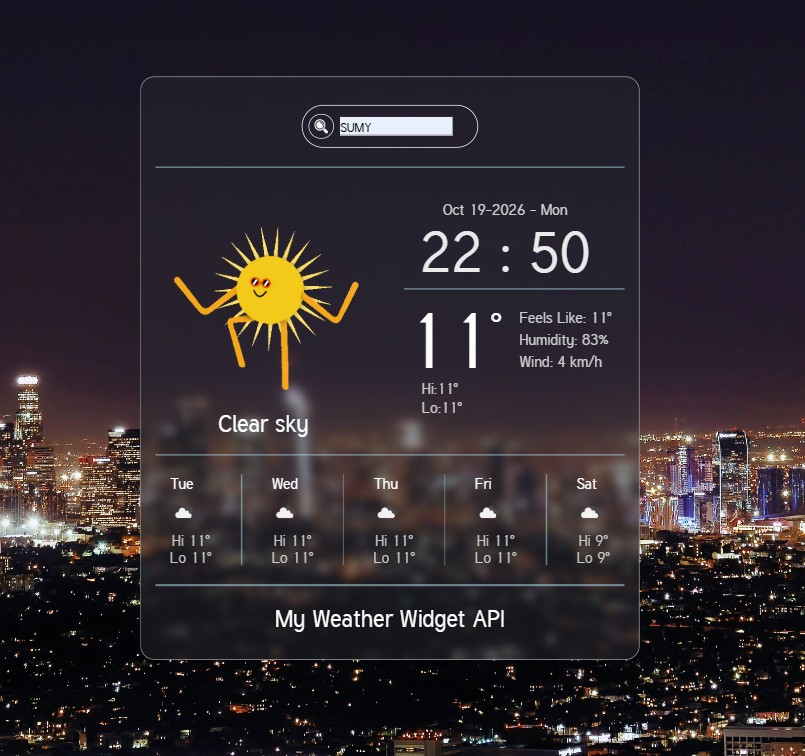 SUMY
Oct 19-2026 - Mon
22 : 50
11°
Feels Like: 11°
Humidity: 83%
Wind: 4 km/h
Hi:11°
Lo:11°
Clear sky
Tue Wed Thu Fri Sat
Hi 11° Hi 11° Hi 11° Hi 11° Hi 9°
Lo 11° Lo 11° Lo 11° Lo 11° Lo 9°
My Weather Widget API